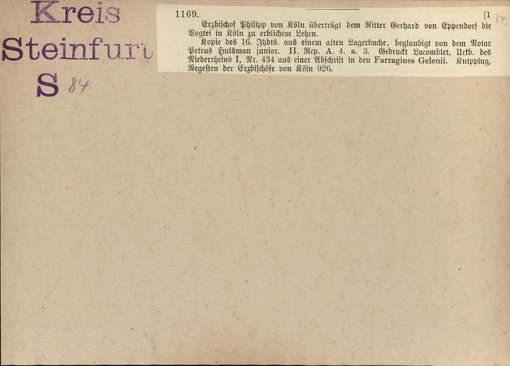 Kreis
Steinfurt
S 84
1169. [1 84.
Erzbischof Philipp von Köln überträgt dem Ritter Gerhard von Eppendorf die
Vogtei in Köln zu erblichem Lehen.
Kopie des 16. Jhdts. aus einem alten Lagerbuche, beglaubigt von dem Notar
Petrus Hulsman junior. II. Rep. A. 4. a. 3. Gedruckt Lacomblet, Urkb. des
Niederrheins I, Nr. 434 aus einer Abschrift in den Farragines Gelenii. Knipping,
Regesten der Erzbischöfe von Köln 926.